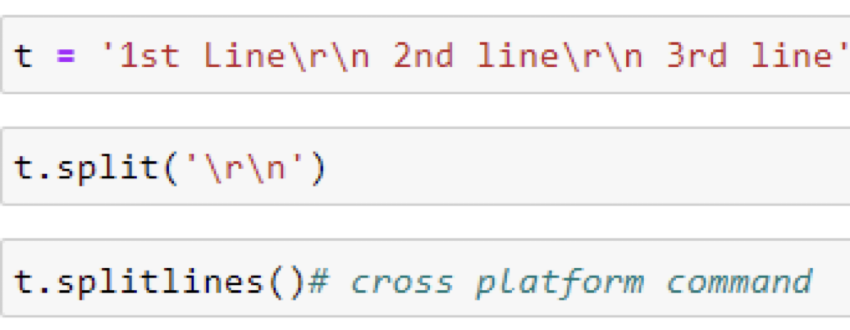 t = '1st Line\r\n 2nd line\r\n 3rd line'
t.split('\r\n')
t.splitlines()# cross platform command